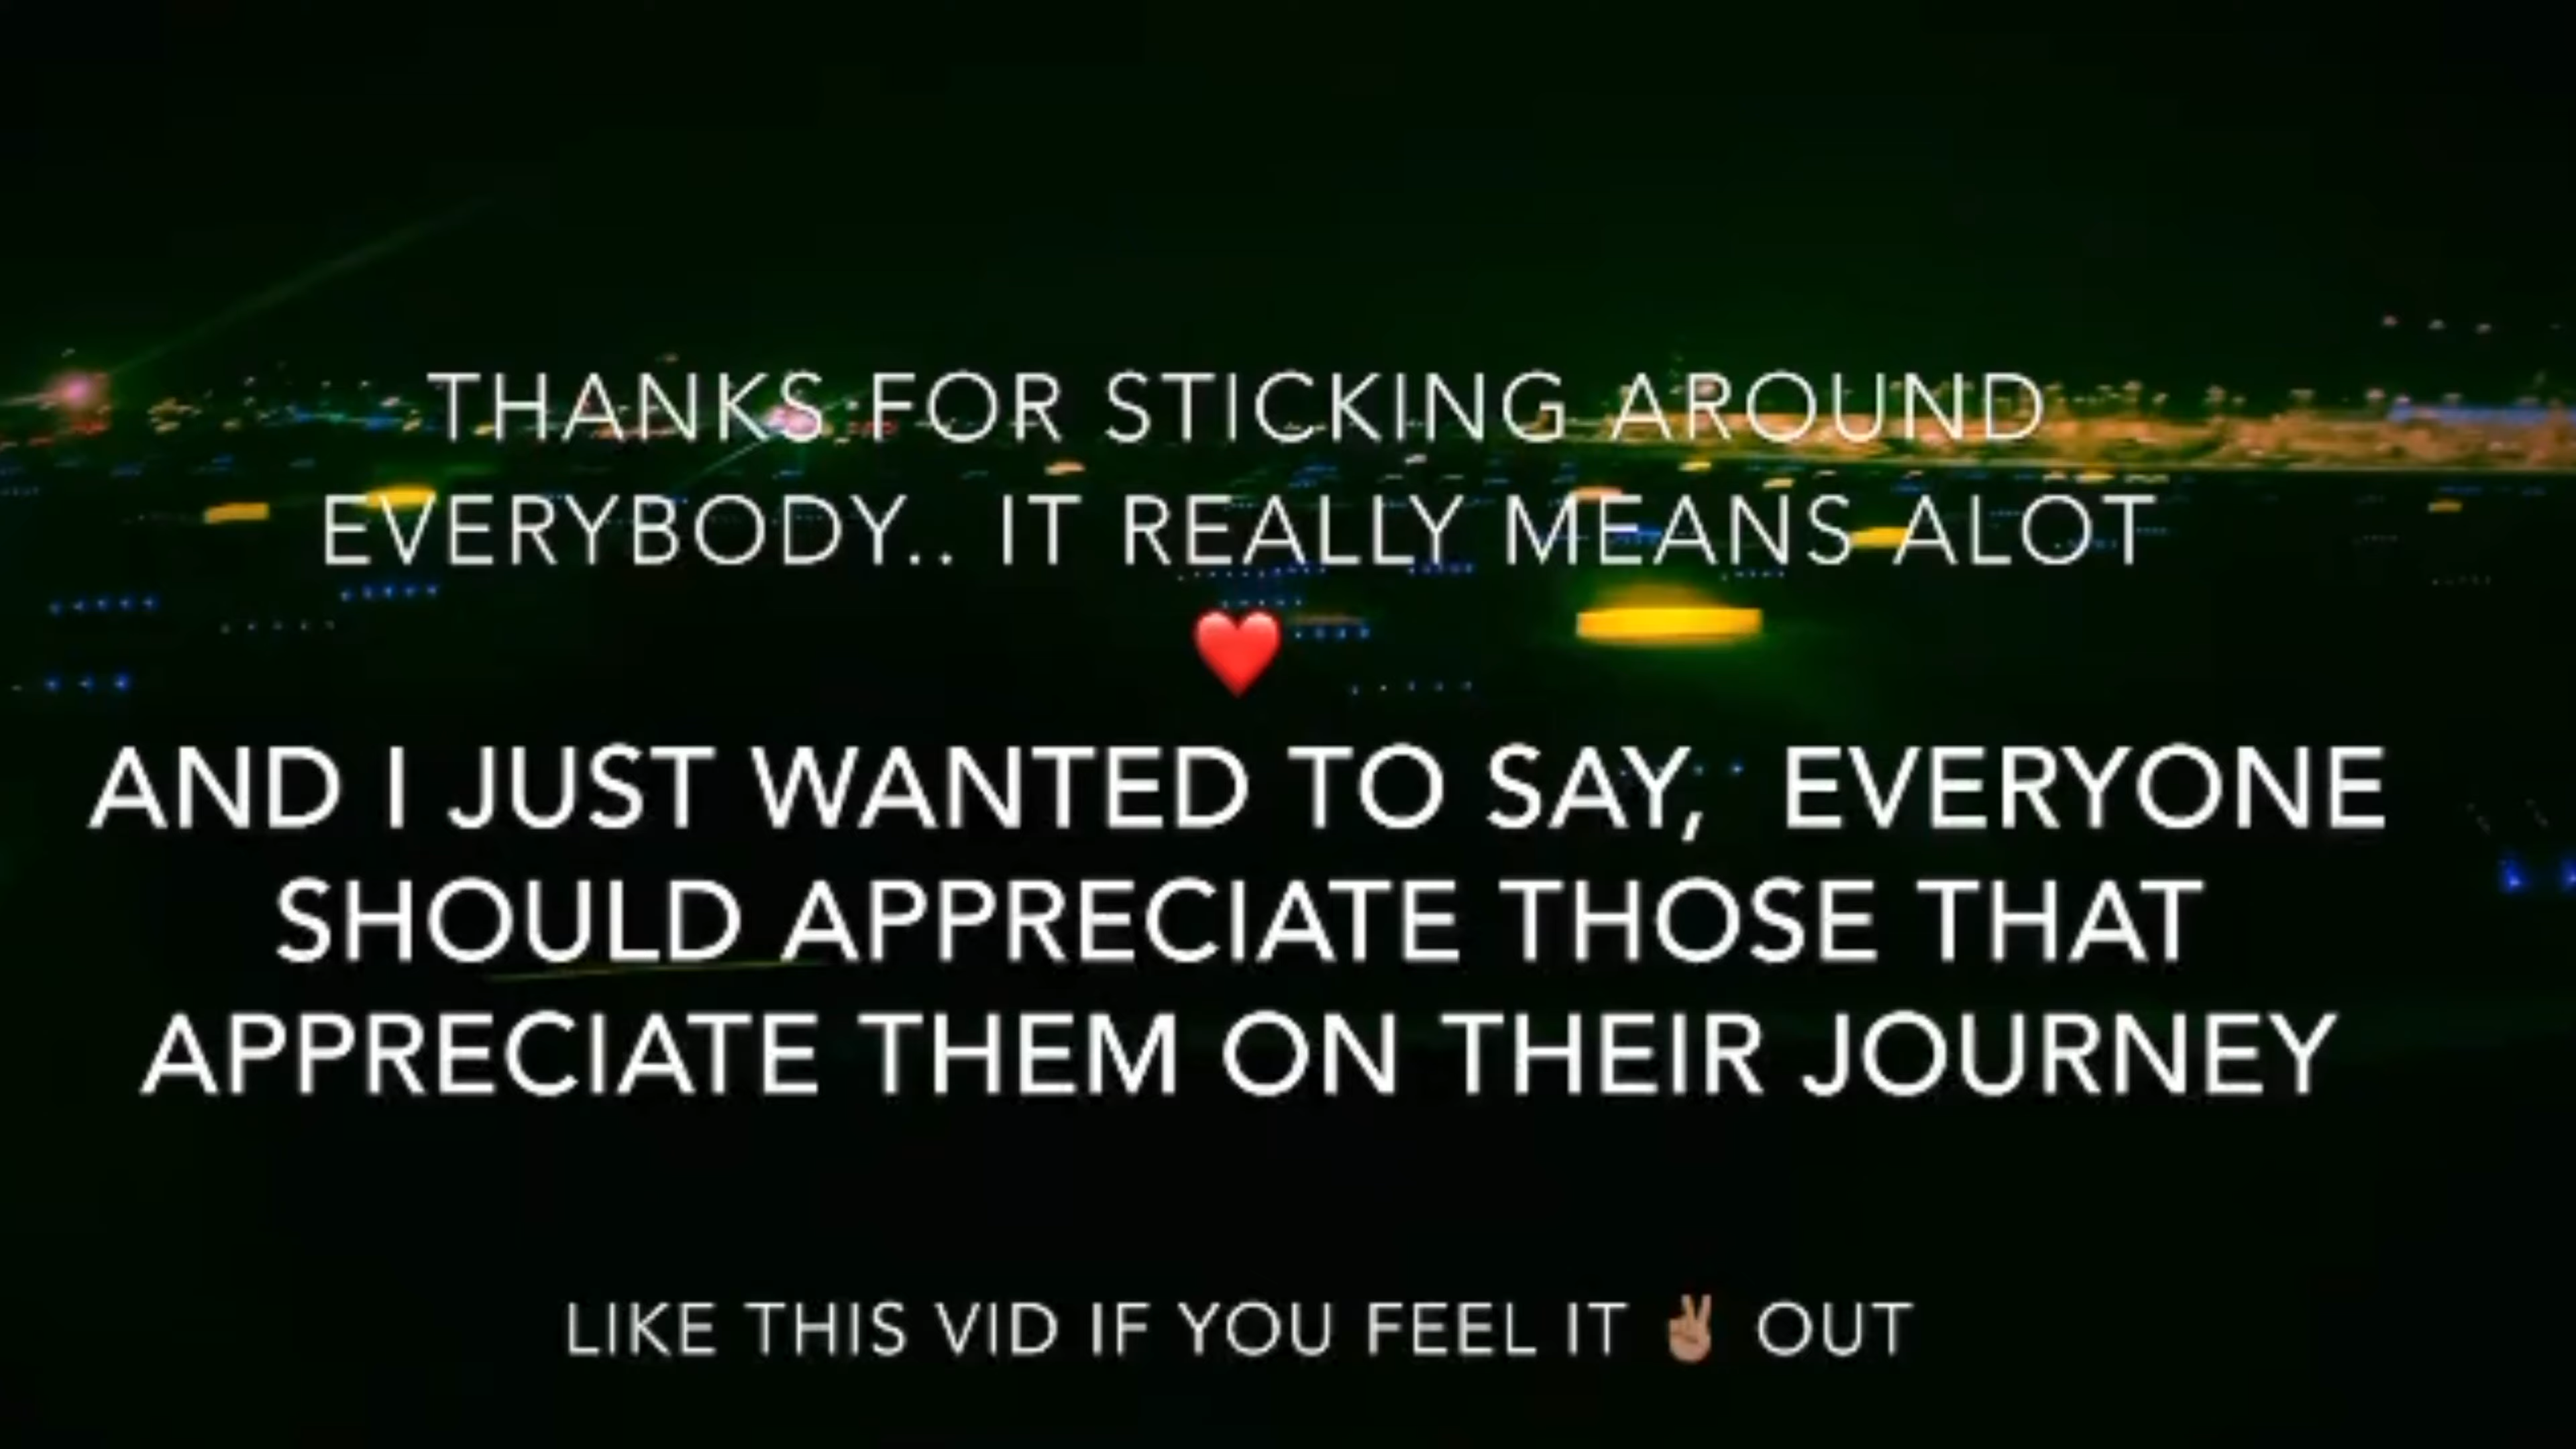 THANKS FOR STICKING AROUND
EVERYBODY.. IT REALLY MEANS ALOT
❤️
AND I JUST WANTED TO SAY,  EVERYONE
SHOULD APPRECIATE THOSE THAT
APPRECIATE THEM ON THEIR JOURNEY
LIKE THIS VID IF YOU FEEL IT ✌🏽 OUT